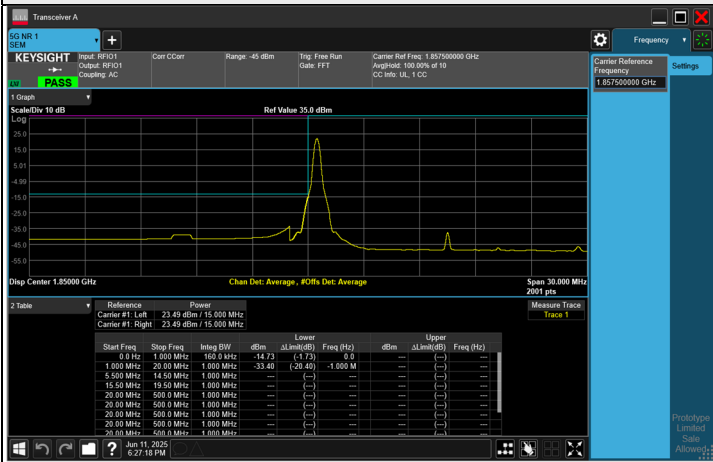 Transceiver A
5G NR 1
SEM
Frequency
KEYSIGHT
Input: RFIO1
Output: RFIO1
Coupling: AC
Corr CCorr
Range: -45 dBm
Trig: Free Run
Gate: FFT
Carrier Ref Freq: 1.857500000 GHz
Avg|Hold: 100.00% of 10
CC Info: UL, 1 CC
PASS
Carrier Reference
Frequency
1.857500000 GHz
Settings
1 Graph
Scale/Div 10 dB
Ref Value 35.0 dBm
Log
25.0
15.0
5.01
-4.99
-15.0
-25.0
-35.0
-45.0
-55.0
Disp Center 1.85000 GHz
Chan Det: Average, #Offs Det: Average
Span 30.000 MHz
2001 pts
2 Table
Reference Power
Carrier #1: Left 23.49 dBm / 15.000 MHz
Carrier #1: Right 23.49 dBm / 15.000 MHz
Measure Trace
Trace 1
Lower Upper
Start Freq Stop Freq Integ BW dBm ΔLimit(dB) Freq (Hz) dBm ΔLimit(dB) Freq (Hz)
0.0 Hz 1.000 MHz 160.0 kHz -14.73 (-1.73) 0.0 --- (---) ---
1.000 MHz 20.00 MHz 1.000 MHz -33.40 (-20.40) -1.000 M --- (---) ---
5.500 MHz 14.50 MHz 1.000 MHz --- (---) --- --- (---) ---
15.50 MHz 19.50 MHz 1.000 MHz --- (---) --- --- (---) ---
20.00 MHz 500.0 MHz 1.000 MHz --- (---) --- --- (---) ---
20.00 MHz 500.0 MHz 1.000 MHz --- (---) --- --- (---) ---
20.00 MHz 500.0 MHz 1.000 MHz --- (---) --- --- (---) ---
20.00 MHz 500.0 MHz 1.000 MHz --- (---) --- --- (---) ---
20.00 MHz 500.0 MHz 1.000 MHz --- (---) --- --- (---) ---
Prototype
Limited
Sale
Allowed
Jun 11, 2025
6:27:18 PM